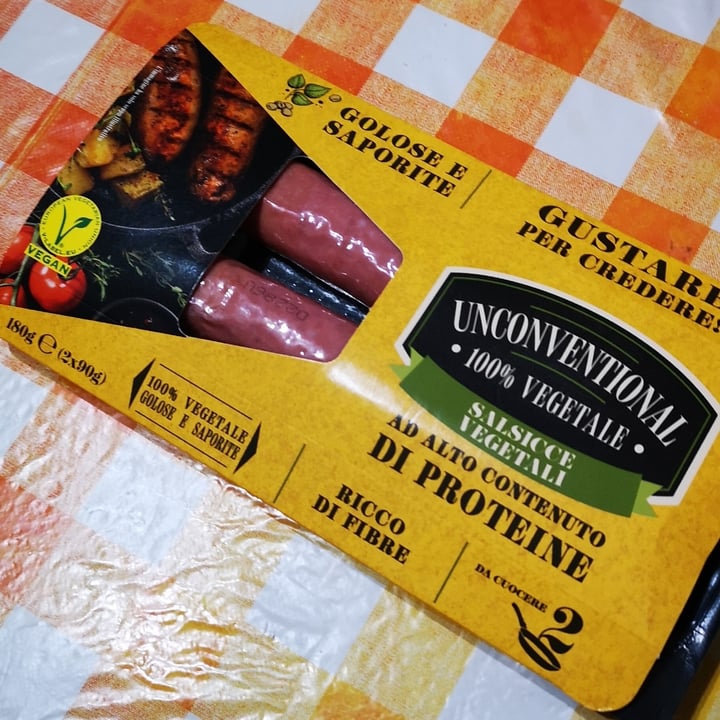 GOLOSE E
SAPORITE
GUSTARE
PER CREDERE!
UNCONVENTIONAL
• 100% VEGETALE •
SALSICCE
VEGETALI
AD ALTO CONTENUTO
DI PROTEINE
VEGAN
180g e (2x90g)
100% VEGETALE
GOLOSE E SAPORITE
RICCO
DI FIBRE
DA CUOCERE
2